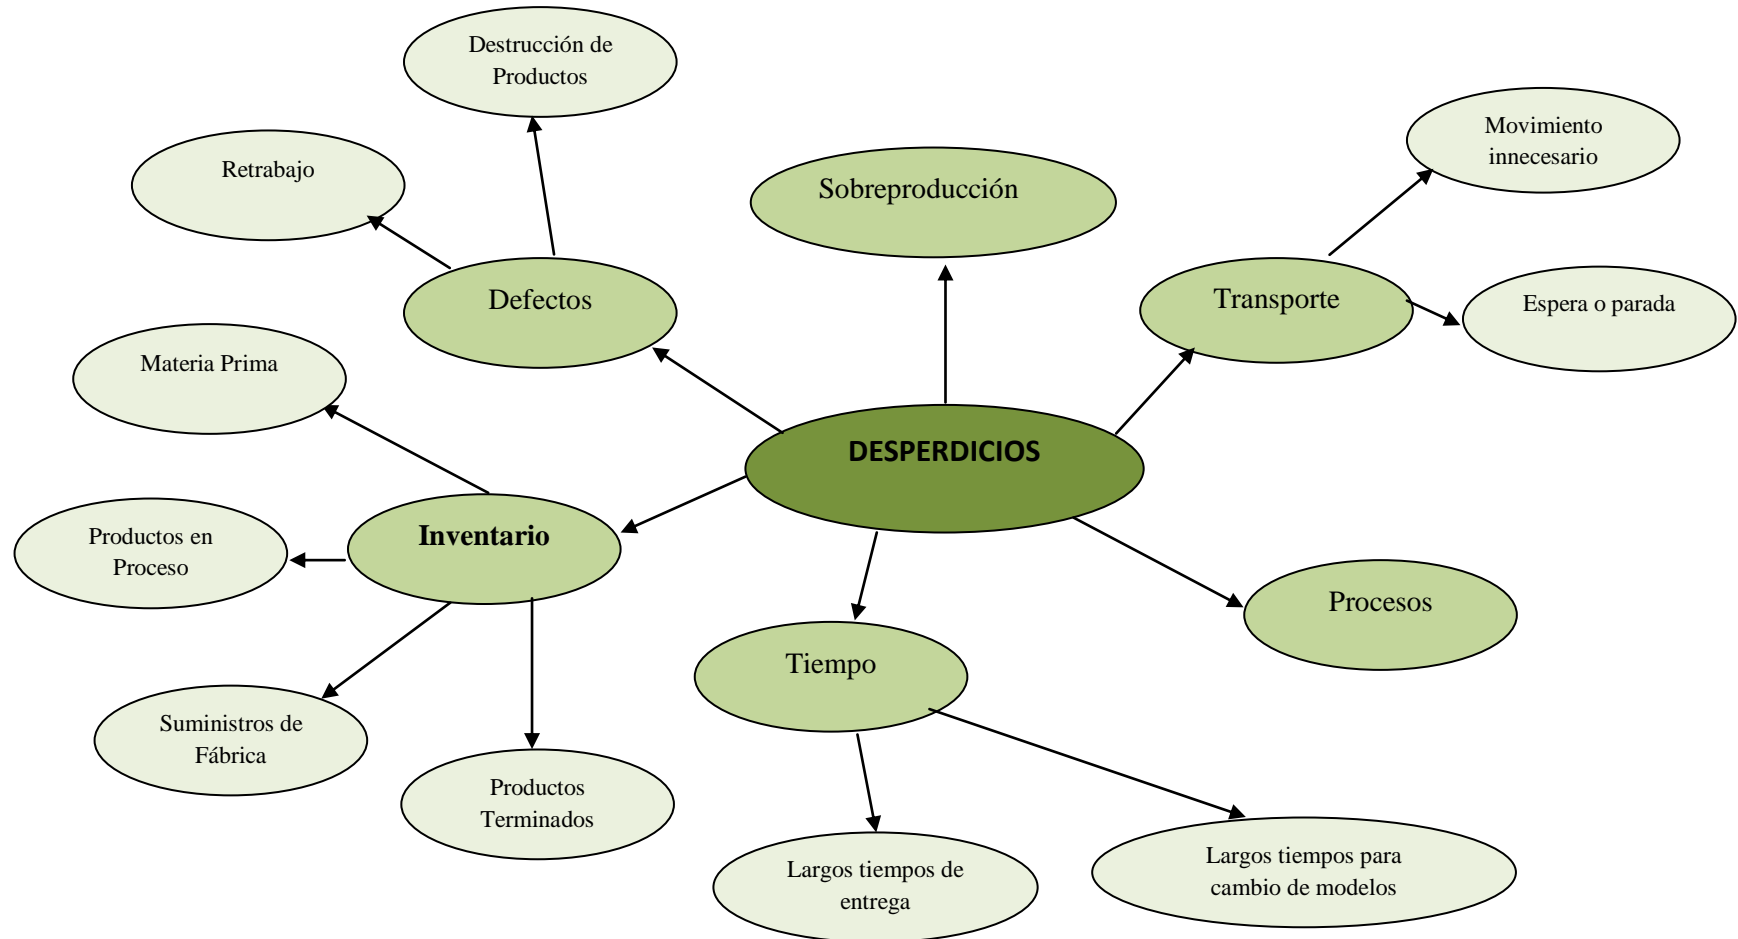 Destrucción de
Productos
Retrabajo
Movimiento
innecesario
Sobreproducción
Defectos
Transporte
Espera o parada
Materia Prima
DESPERDICIOS
Inventario
Productos en
Proceso
Procesos
Tiempo
Suministros de
Fábrica
Productos
Terminados
Largos tiempos de
entrega
Largos tiempos para
cambio de modelos